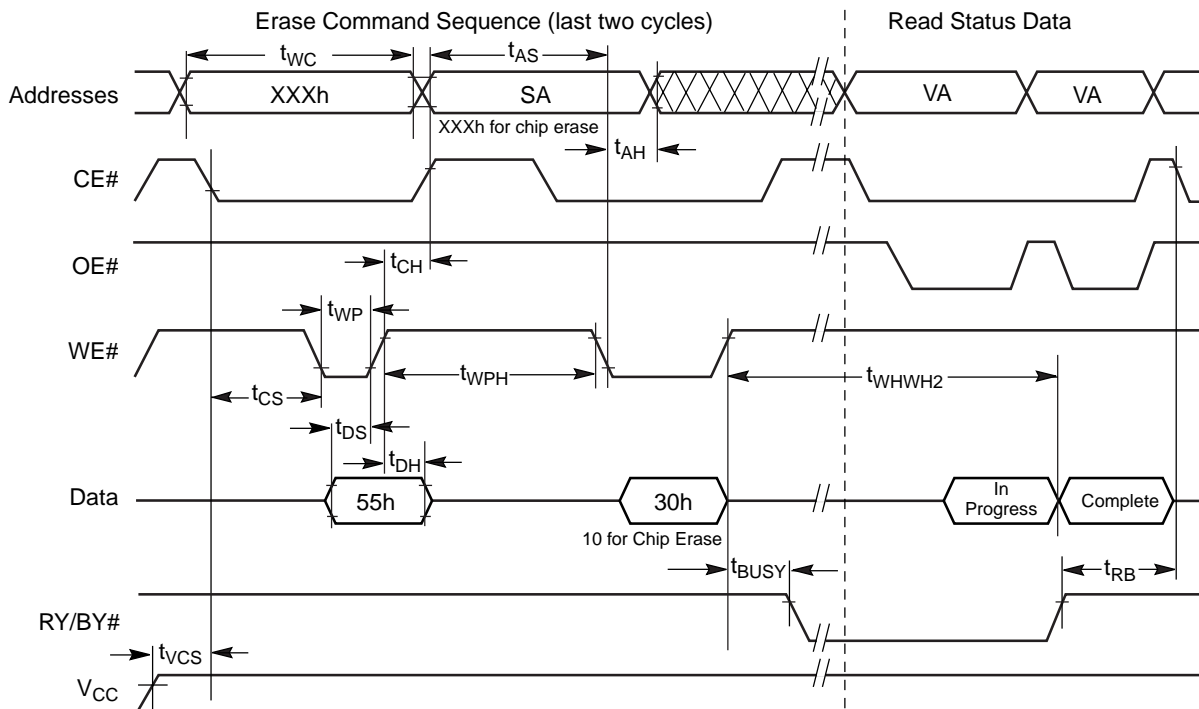 Erase Command Sequence (last two cycles)
Read Status Data
tWC
tAS
Addresses
XXXh
SA
VA
VA
XXXh for chip erase
tAH
CE#
OE#
tCH
tWP
WE#
tWPH
tWHWH2
tCS
tDS
tDH
Data
55h
30h
In
Progress
Complete
10 for Chip Erase
tBUSY
tRB
RY/BY#
tVCS
VCC